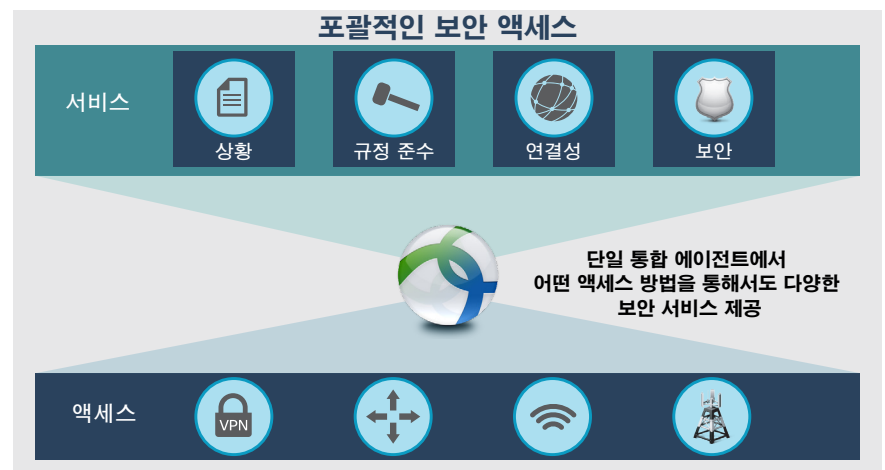 포괄적인 보안 액세스
서비스
상황
규정 준수
연결성
보안
단일 통합 에이전트에서
어떤 액세스 방법을 통해서도 다양한
보안 서비스 제공
액세스
VPN